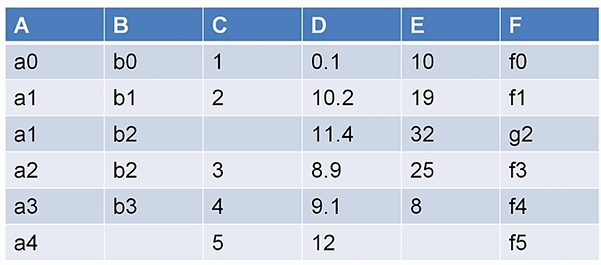 A B C D E F
a0 b0 1 0.1 10 f0
a1 b1 2 10.2 19 f1
a1 b2 11.4 32 g2
a2 b2 3 8.9 25 f3
a3 b3 4 9.1 8 f4
a4 5 12 f5